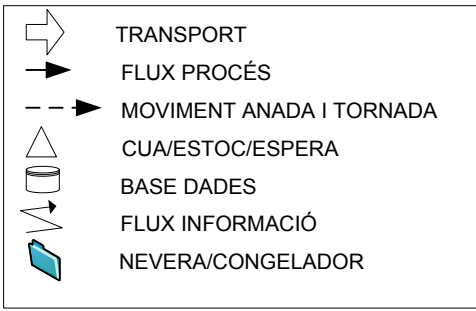 TRANSPORT
FLUX PROCÉS
MOVIMENT ANADA I TORNADA
CUA/ESTOC/ESPERA
BASE DADES
FLUX INFORMACIÓ
NEVERA/CONGELADOR